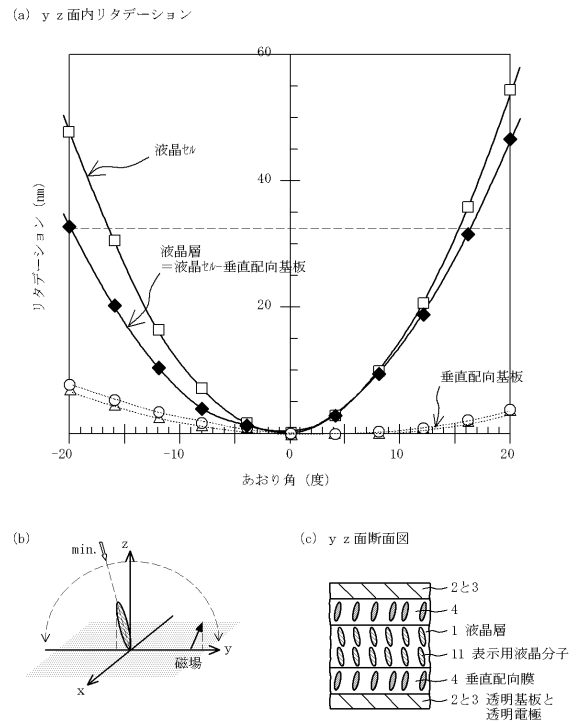 (a) ｙｚ面内リタデーション
60
40
20
リタデーション (nm)
液晶ｾﾙ
液晶層
＝液晶ｾﾙ−垂直配向基板
垂直配向基板
−20
−10
0
10
20
あおり角 (度)
(b)
min.
z
y
x
磁場
(c) ｙｚ面断面図
2と3
4
1 液晶層
11 表示用液晶分子
4 垂直配向膜
2と3 透明基板と
透明電極